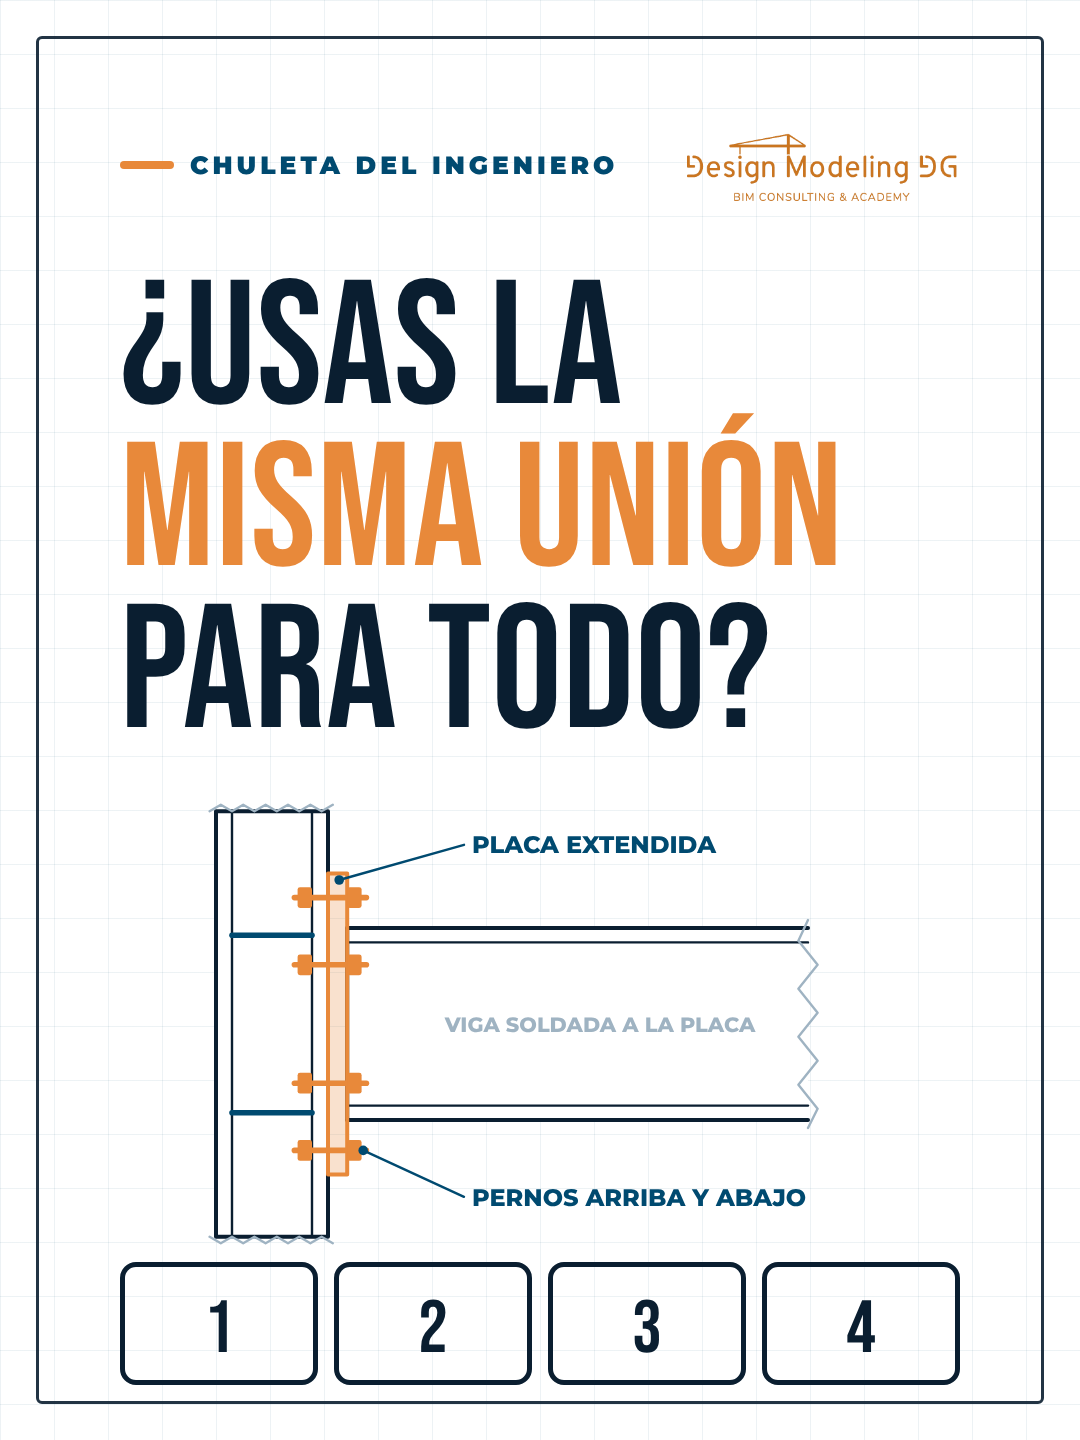 CHULETA DEL INGENIERO
Design Modeling DG
BIM CONSULTING & ACADEMY
¿USAS LA
MISMA UNIÓN
PARA TODO?
PLACA EXTENDIDA
VIGA SOLDADA A LA PLACA
PERNOS ARRIBA Y ABAJO
1 2 3 4